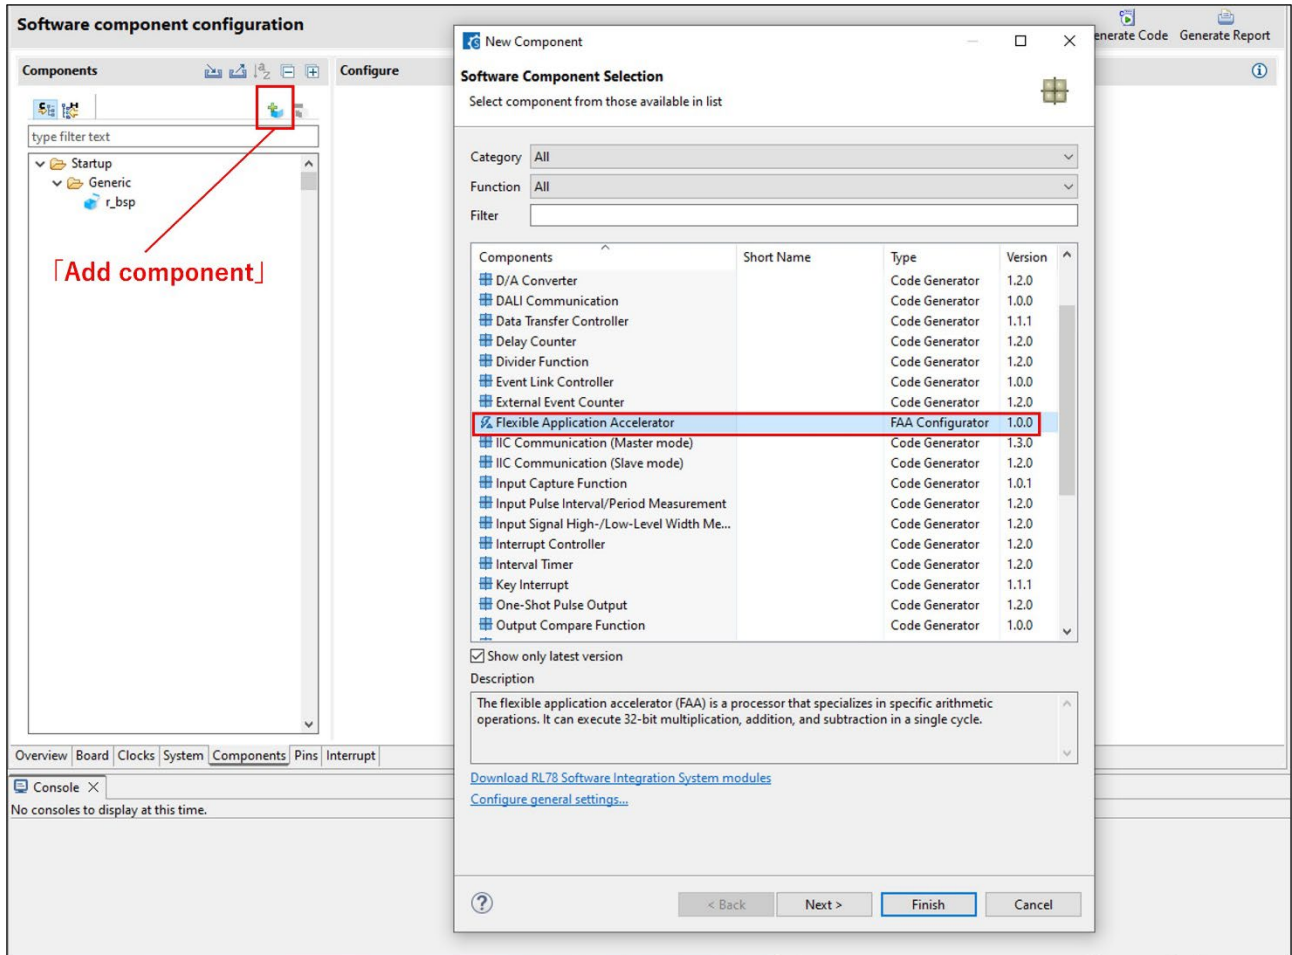 Software component configuration
enerate Code Generate Report
Components
Configure
type filter text
Startup
Generic
r_bsp
「Add component」
New Component
Software Component Selection
Select component from those available in list
Category All
Function All
Filter
Components Short Name Type Version
D/A Converter Code Generator 1.2.0
DALI Communication Code Generator 1.0.0
Data Transfer Controller Code Generator 1.1.1
Delay Counter Code Generator 1.2.0
Divider Function Code Generator 1.2.0
Event Link Controller Code Generator 1.0.0
External Event Counter Code Generator 1.2.0
Flexible Application Accelerator FAA Configurator 1.0.0
IIC Communication (Master mode) Code Generator 1.3.0
IIC Communication (Slave mode) Code Generator 1.2.0
Input Capture Function Code Generator 1.0.1
Input Pulse Interval/Period Measurement Code Generator 1.2.0
Input Signal High-/Low-Level Width Me... Code Generator 1.2.0
Interrupt Controller Code Generator 1.2.0
Interval Timer Code Generator 1.2.0
Key Interrupt Code Generator 1.1.1
One-Shot Pulse Output Code Generator 1.2.0
Output Compare Function Code Generator 1.0.0
Show only latest version
Description
The flexible application accelerator (FAA) is a processor that specializes in specific arithmetic
operations. It can execute 32-bit multiplication, addition, and subtraction in a single cycle.
Download RL78 Software Integration System modules
Configure general settings...
< Back Next > Finish Cancel
Overview Board Clocks System Components Pins Interrupt
Console
No consoles to display at this time.